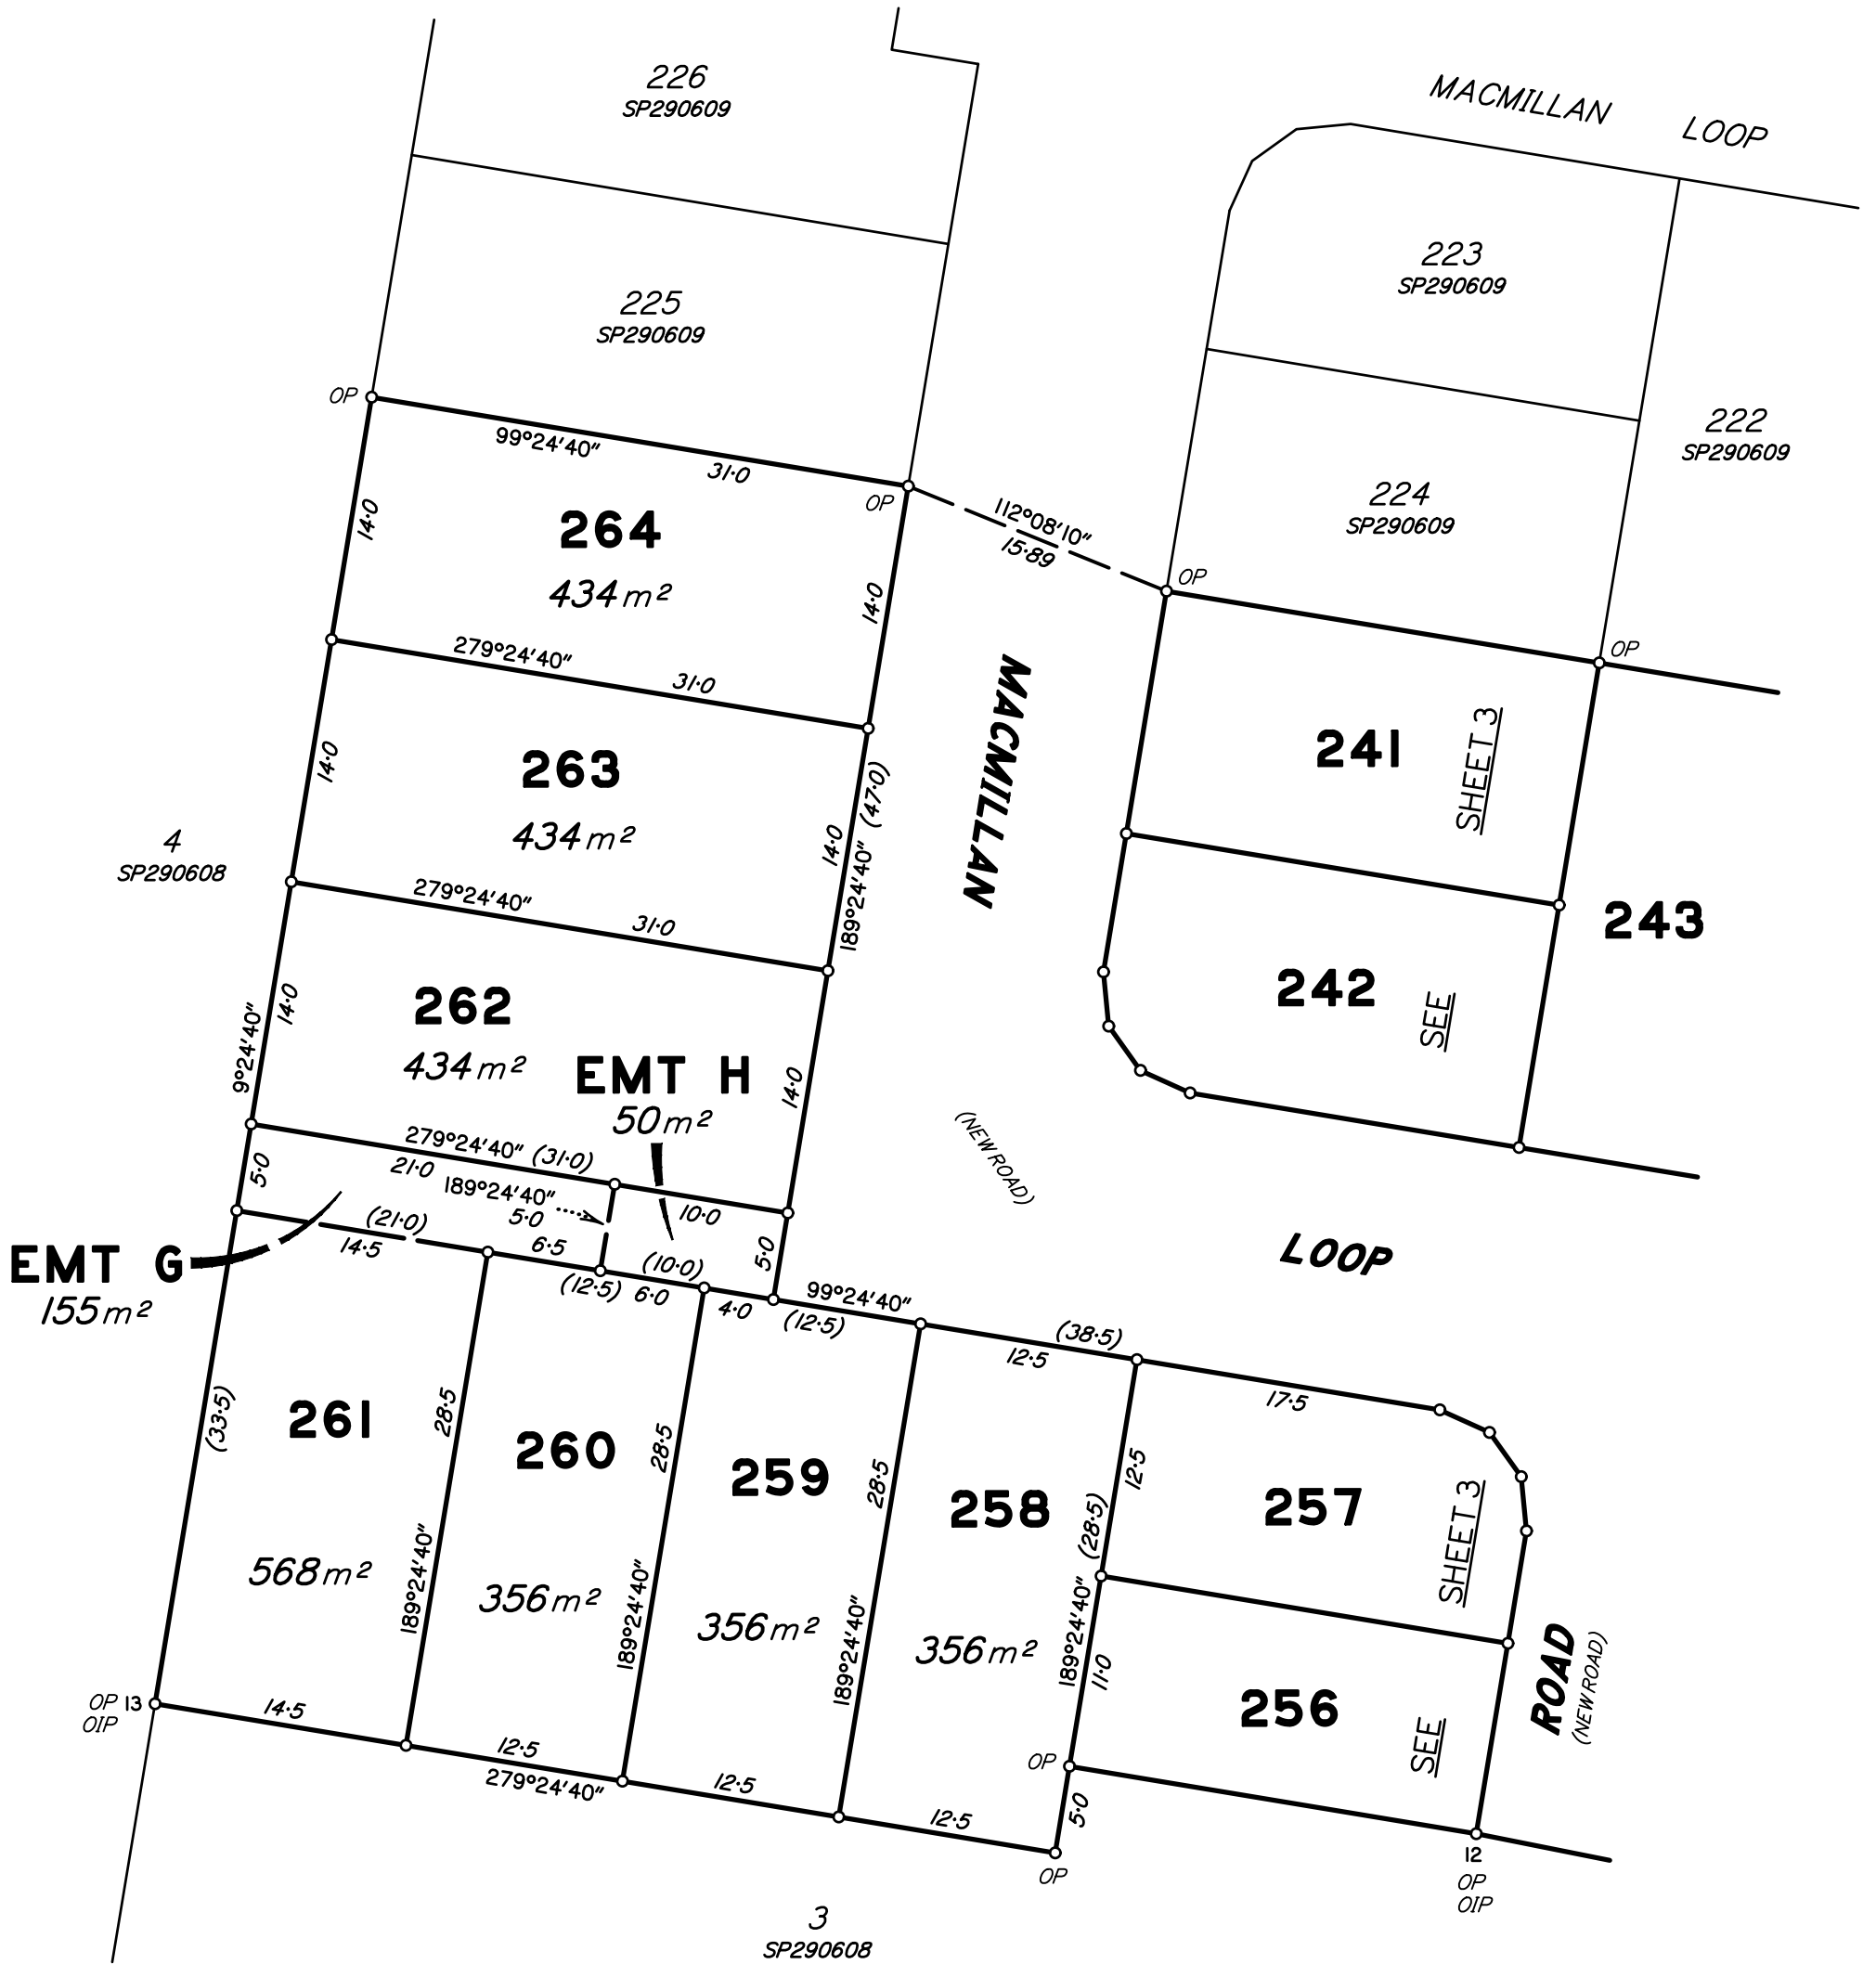 226
SP290609
MACMILLAN LOOP
225
SP290609
223
SP290609
222
SP290609
224
SP290609
OP
99°24'40"
31·0
OP
112°08'10"
15·89
OP
OP
264
434m²
14·0
14·0
279°24'40"
31·0
263
434m²
14·0
14·0
189°24'40" (47·0)
MACMILLAN
241
SEE SHEET 3
242
243
4
SP290608
279°24'40"
31·0
262
434m²
14·0
9°24'40"
14·0
EMT H
50m²
(NEW ROAD)
279°24'40" (31·0)
21·0
189°24'40"
5·0
10·0
5·0
5·0
(21·0)
14·5
6·5
(10·0)
(12·5)
6·0
4·0
(12·5)
99°24'40"
(38·5)
12·5
17·5
LOOP
EMT G
155m²
(33·5)
261
568m²
28·5
189°24'40"
260
356m²
28·5
189°24'40"
259
356m²
28·5
189°24'40"
258
356m²
12·5
189°24'40" (28·5)
11·0
257
SEE SHEET 3
256
ROAD
(NEW ROAD)
OP 13
OIP
14·5
12·5
279°24'40"
12·5
12·5
OP
5·0
OP
12
OP
OIP
3
SP290608